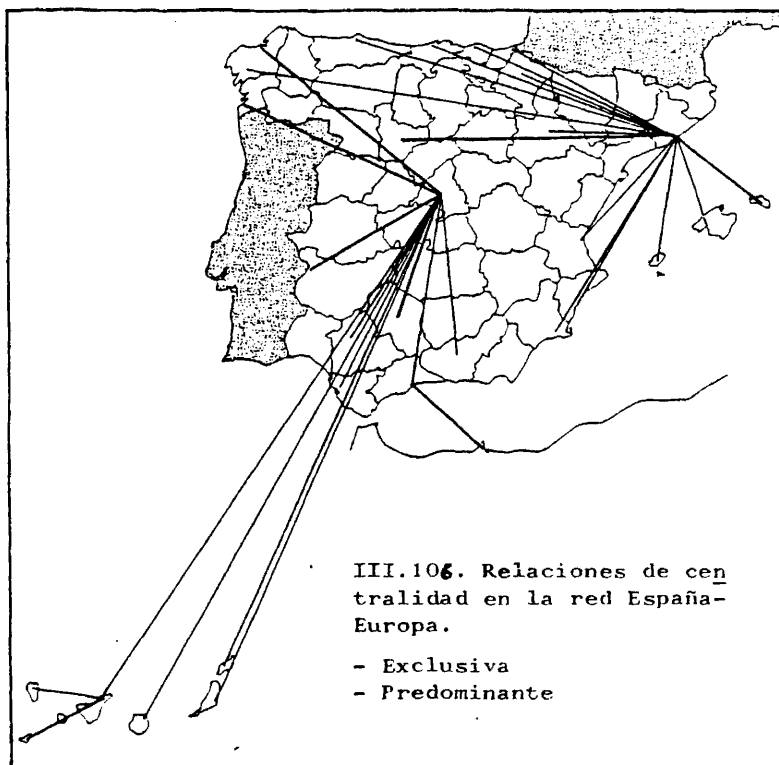 III.106. Relaciones de cen
tralidad en la red España-
Europa.
- Exclusiva
- Predominante